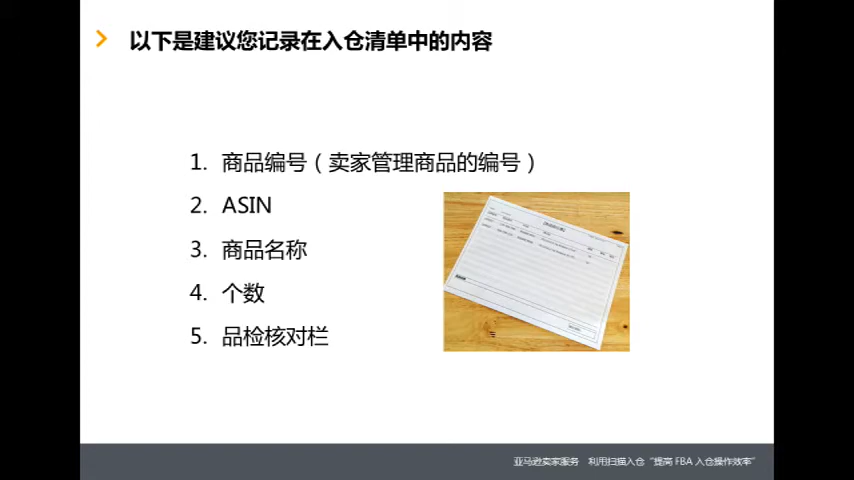 以下是建议您记录在入仓清单中的内容
1. 商品编号（卖家管理商品的编号）
2. ASIN
3. 商品名称
4. 个数
5. 品检核对栏
亚马逊卖家服务 利用扫描入仓“提高 FBA 入仓操作效率”